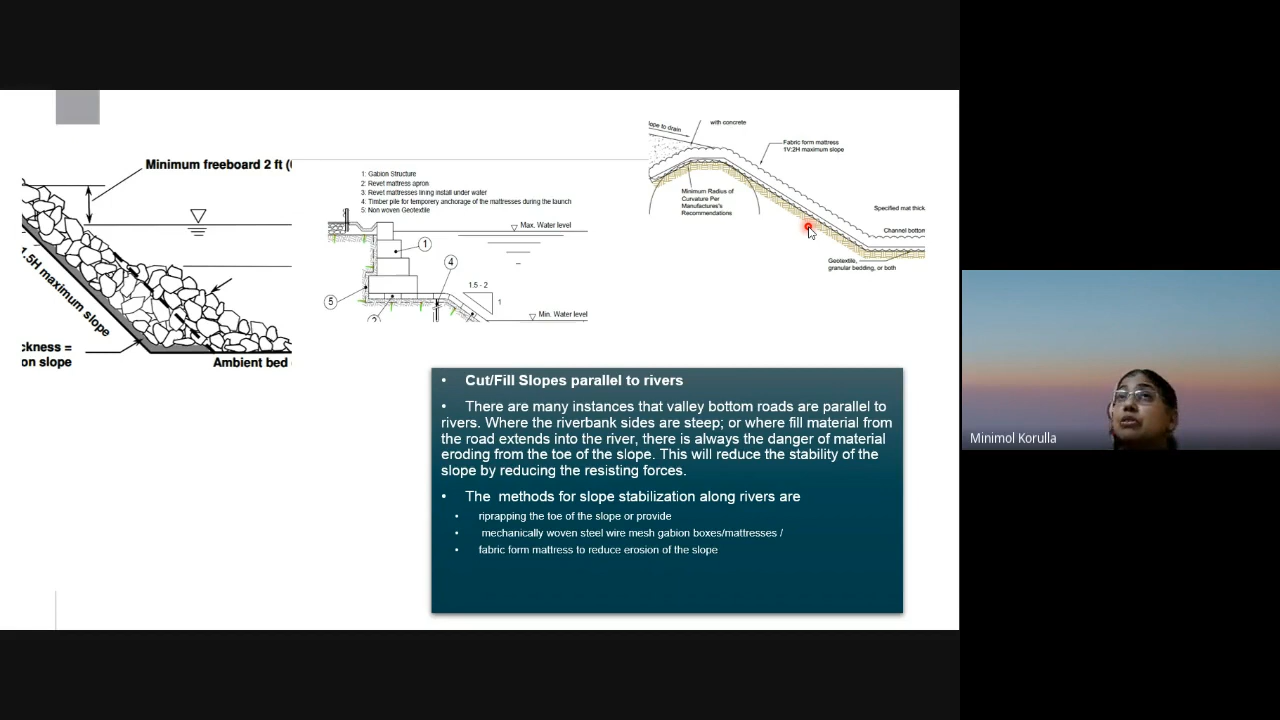 Minimum freeboard 2 ft (
.5H maximum slope
ckness =
on slope
Ambient bed
1: Gabion Structure
2: Revet mattress apron
3: Revet mattresses lining install under water
4: Timber pile for temporery anchorage of the mattresses during the launch
5: Non woven Geotextile
Max. Water level
1
4
1.5 - 2
1
5
2
Min. Water level
lope to drain
with concrete
Fabric form mattress
1V:2H maximum slope
Minimum Radius of
Curvature Per
Manufactures's
Recommendations
Specified mat thick
Channel bottom
Geotextile,
granular bedding, or both
• Cut/Fill Slopes parallel to rivers
• There are many instances that valley bottom roads are parallel to
rivers. Where the riverbank sides are steep; or where fill material from
the road extends into the river, there is always the danger of material
eroding from the toe of the slope. This will reduce the stability of the
slope by reducing the resisting forces.
• The methods for slope stabilization along rivers are
• riprapping the toe of the slope or provide
• mechanically woven steel wire mesh gabion boxes/mattresses /
• fabric form mattress to reduce erosion of the slope
Minimol Korulla